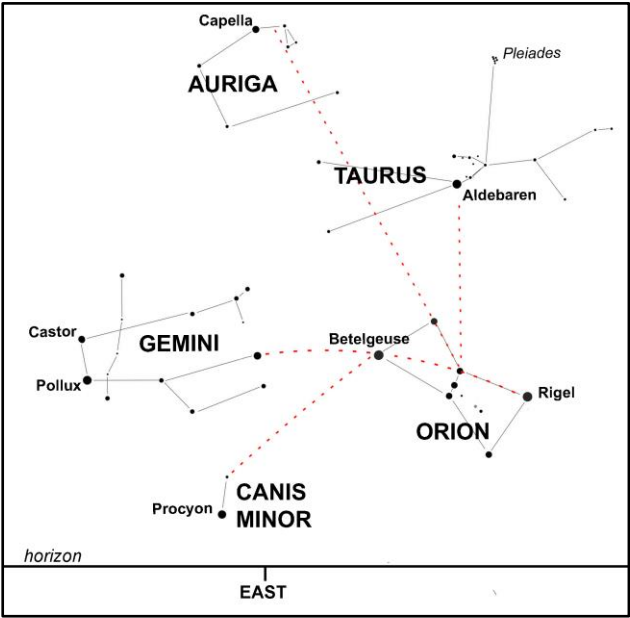 Capella
Pleiades
AURIGA
TAURUS
Aldebaren
Castor
GEMINI
Betelgeuse
Pollux
Rigel
ORION
CANIS
MINOR
Procyon
horizon
EAST